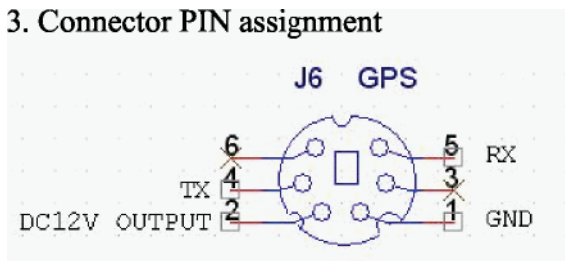 3. Connector PIN assignment
J6 GPS
6 5 RX
TX 4 3
DC12V OUTPUT 2 1 GND